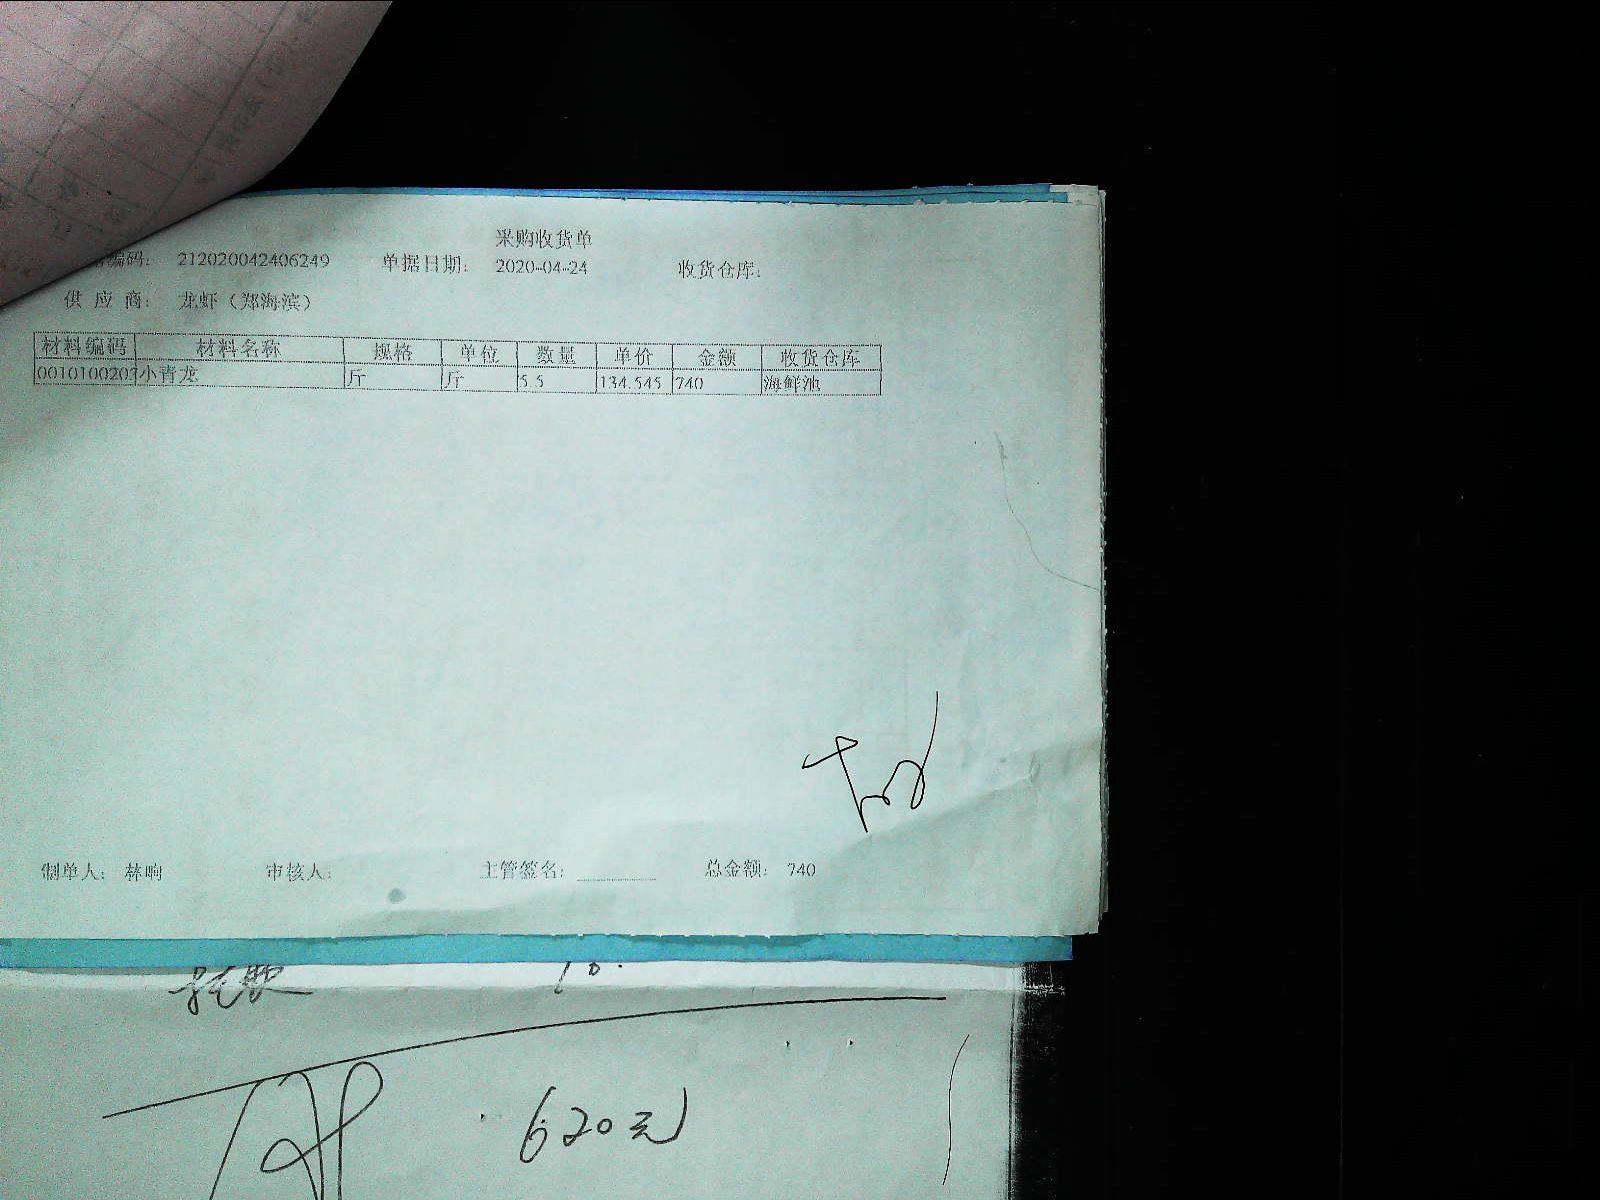 采购收货单
编码: 212020042406249 单据日期: 2020-04-24 收货仓库:
供应商: 龙虾(郑海滨)
材料编码 材料名称 规格 单位 数量 单价 金额 收货仓库
0010100203 小青龙 斤 斤 5.5 134.545 740 海鲜池
制单人: 林响 审核人: 主管签名: 总金额: 740
620元